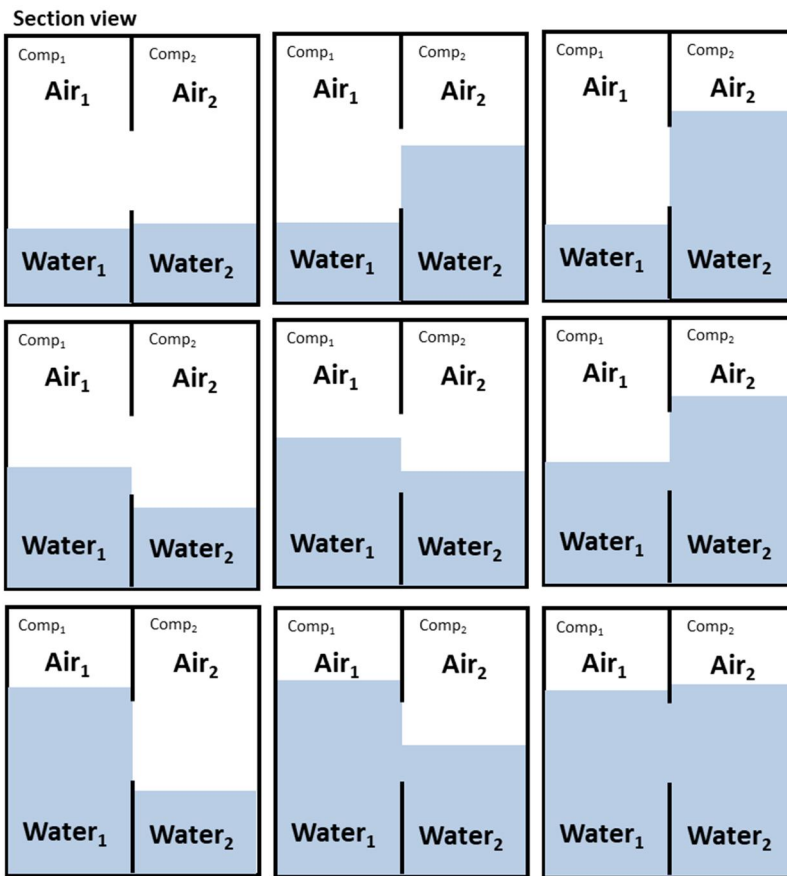 Section view
Comp₁ Comp₂ Comp₁ Comp₂ Comp₁ Comp₂
Air₁ Air₂ Air₁ Air₂ Air₁ Air₂
Water₁ Water₂ Water₁ Water₂ Water₁ Water₂
Comp₁ Comp₂ Comp₁ Comp₂ Comp₁ Comp₂
Air₁ Air₂ Air₁ Air₂ Air₁ Air₂
Water₁ Water₂ Water₁ Water₂ Water₁ Water₂
Comp₁ Comp₂ Comp₁ Comp₂ Comp₁ Comp₂
Air₁ Air₂ Air₁ Air₂ Air₁ Air₂
Water₁ Water₂ Water₁ Water₂ Water₁ Water₂